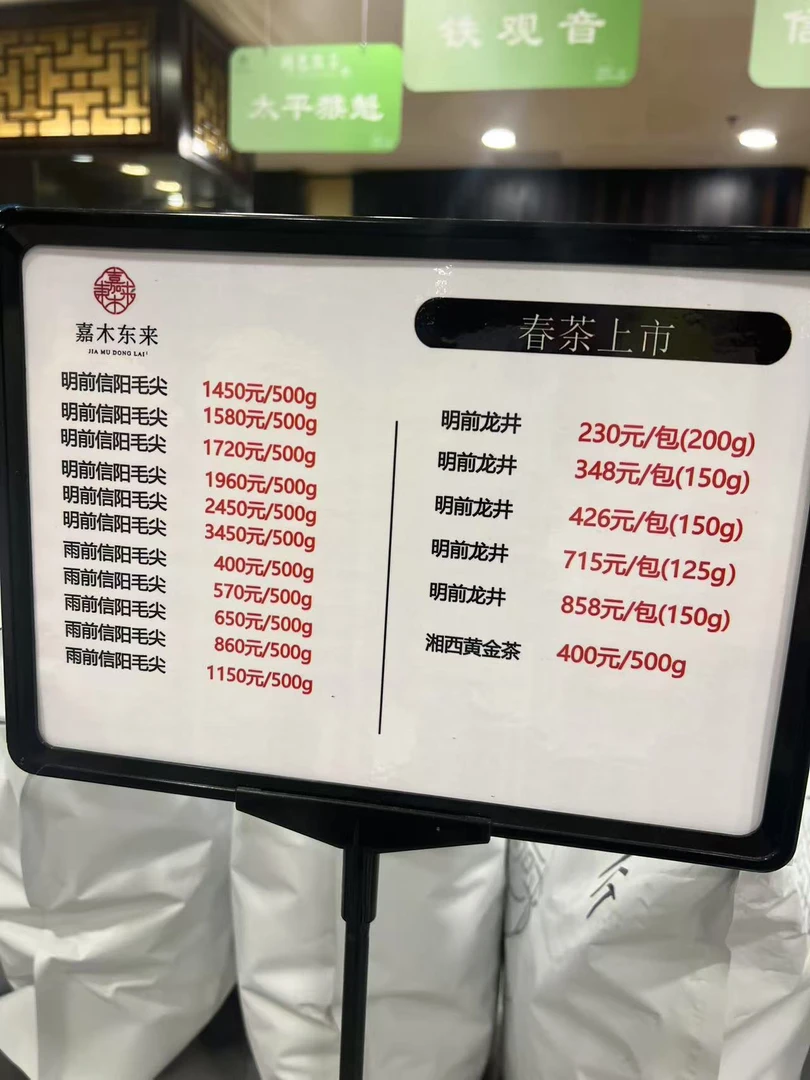 铁观音
太平猴魁
嘉木东来
JIA MU DONG LAI
春茶上市
明前信阳毛尖 1450元/500g
明前信阳毛尖 1580元/500g
明前信阳毛尖 1720元/500g
明前信阳毛尖 1960元/500g
明前信阳毛尖 2450元/500g
明前信阳毛尖 3450元/500g
雨前信阳毛尖 400元/500g
雨前信阳毛尖 570元/500g
雨前信阳毛尖 650元/500g
雨前信阳毛尖 860元/500g
雨前信阳毛尖 1150元/500g
明前龙井 230元/包(200g)
明前龙井 348元/包(150g)
明前龙井 426元/包(150g)
明前龙井 715元/包(125g)
明前龙井 858元/包(150g)
湘西黄金茶 400元/500g